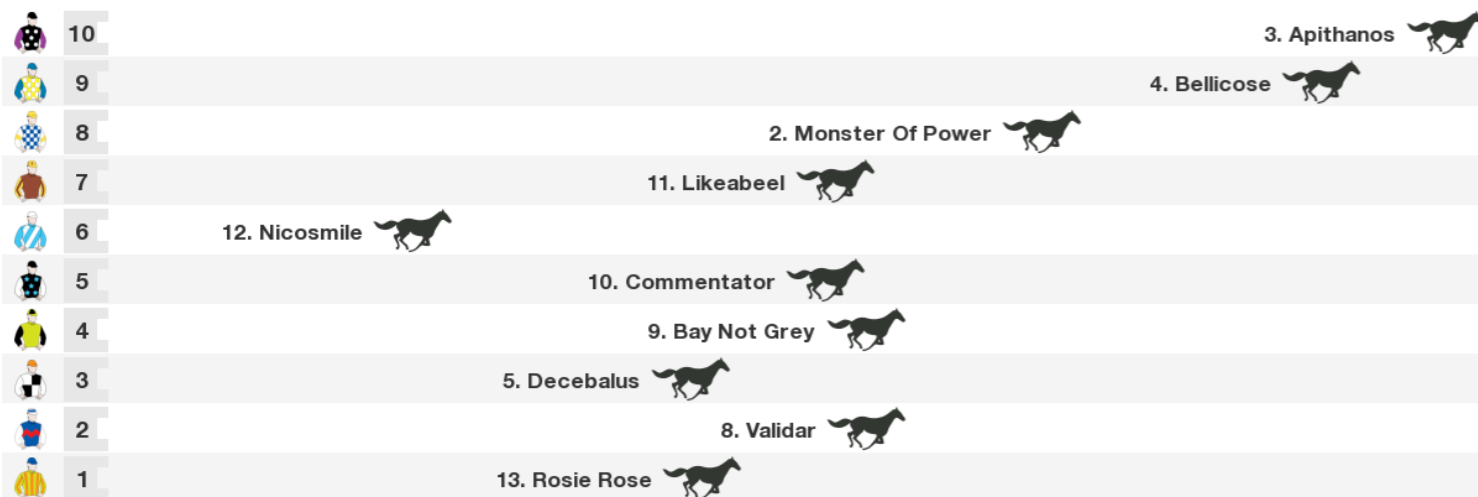 10 3. Apithanos
9 4. Bellicose
8 2. Monster Of Power
7 11. Likeabeel
6 12. Nicosmile
5 10. Commentator
4 9. Bay Not Grey
3 5. Decebalus
2 8. Validar
1 13. Rosie Rose